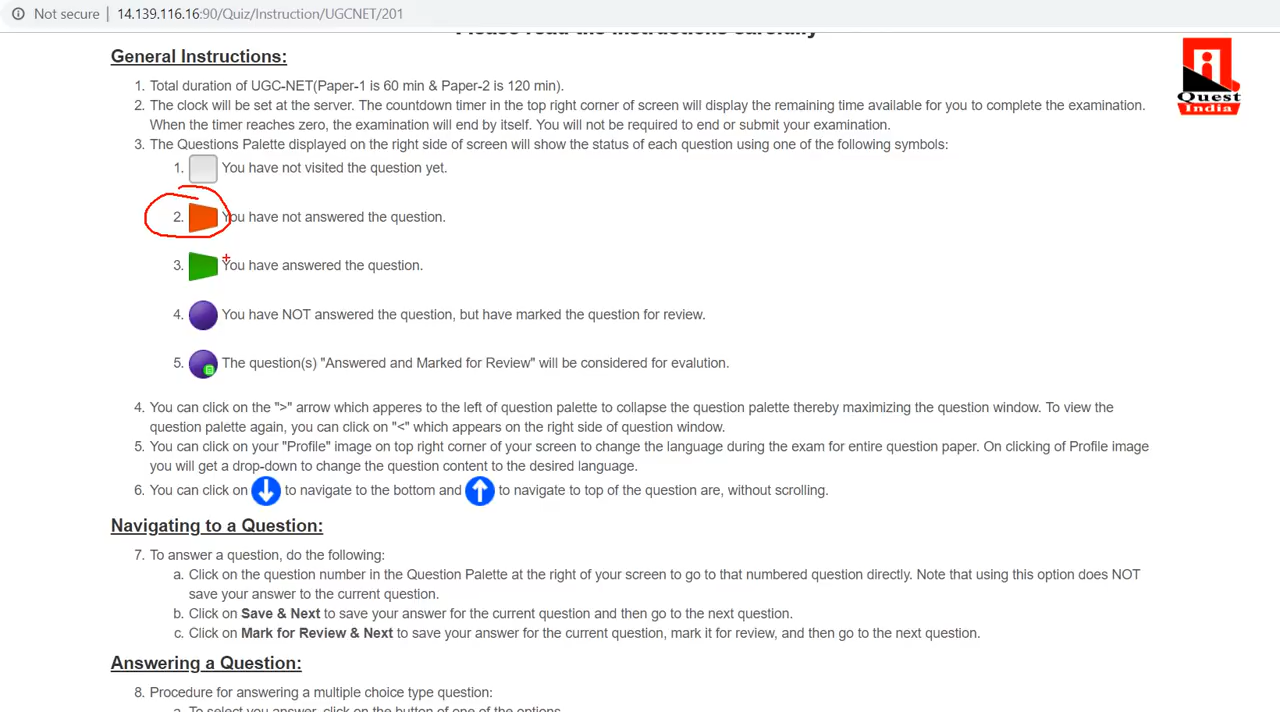 Not secure | 14.139.116.16:90/Quiz/Instruction/UGCNET/201
Please read the instructions carefully
General Instructions:
Quest
India
1. Total duration of UGC-NET(Paper-1 is 60 min & Paper-2 is 120 min).
2. The clock will be set at the server. The countdown timer in the top right corner of screen will display the remaining time available for you to complete the examination.
When the timer reaches zero, the examination will end by itself. You will not be required to end or submit your examination.
3. The Questions Palette displayed on the right side of screen will show the status of each question using one of the following symbols:
1. You have not visited the question yet.
2. You have not answered the question.
3. You have answered the question.
4. You have NOT answered the question, but have marked the question for review.
5. The question(s) "Answered and Marked for Review" will be considered for evalution.
4. You can click on the ">" arrow which apperes to the left of question palette to collapse the question palette thereby maximizing the question window. To view the
question palette again, you can click on "<" which appears on the right side of question window.
5. You can click on your "Profile" image on top right corner of your screen to change the language during the exam for entire question paper. On clicking of Profile image
you will get a drop-down to change the question content to the desired language.
6. You can click on to navigate to the bottom and to navigate to top of the question are, without scrolling.
Navigating to a Question:
7. To answer a question, do the following:
a. Click on the question number in the Question Palette at the right of your screen to go to that numbered question directly. Note that using this option does NOT
save your answer to the current question.
b. Click on Save & Next to save your answer for the current question and then go to the next question.
c. Click on Mark for Review & Next to save your answer for the current question, mark it for review, and then go to the next question.
Answering a Question:
8. Procedure for answering a multiple choice type question:
a. To select you answer, click on the button of one of the options.